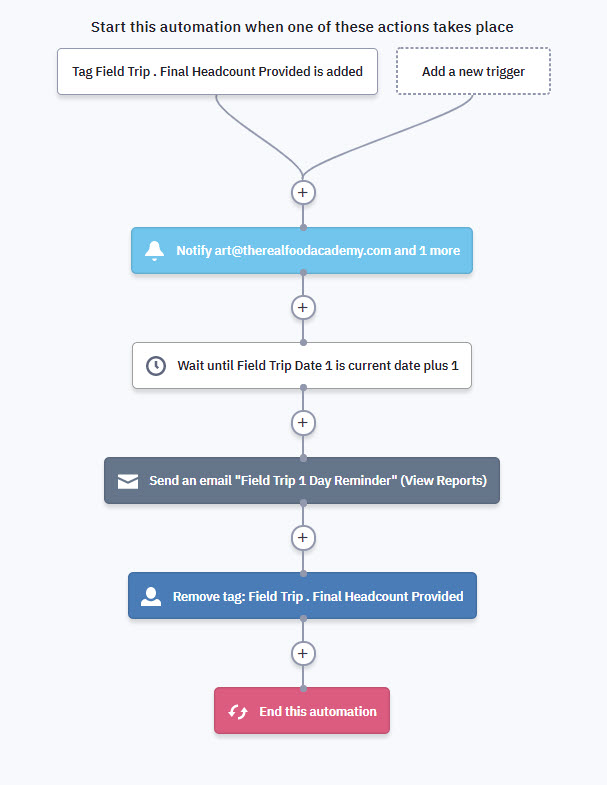 Start this automation when one of these actions takes place
Tag Field Trip . Final Headcount Provided is added
Add a new trigger
Notify art@therealfoodacademy.com and 1 more
Wait until Field Trip Date 1 is current date plus 1
Send an email "Field Trip 1 Day Reminder" (View Reports)
Remove tag: Field Trip . Final Headcount Provided
End this automation